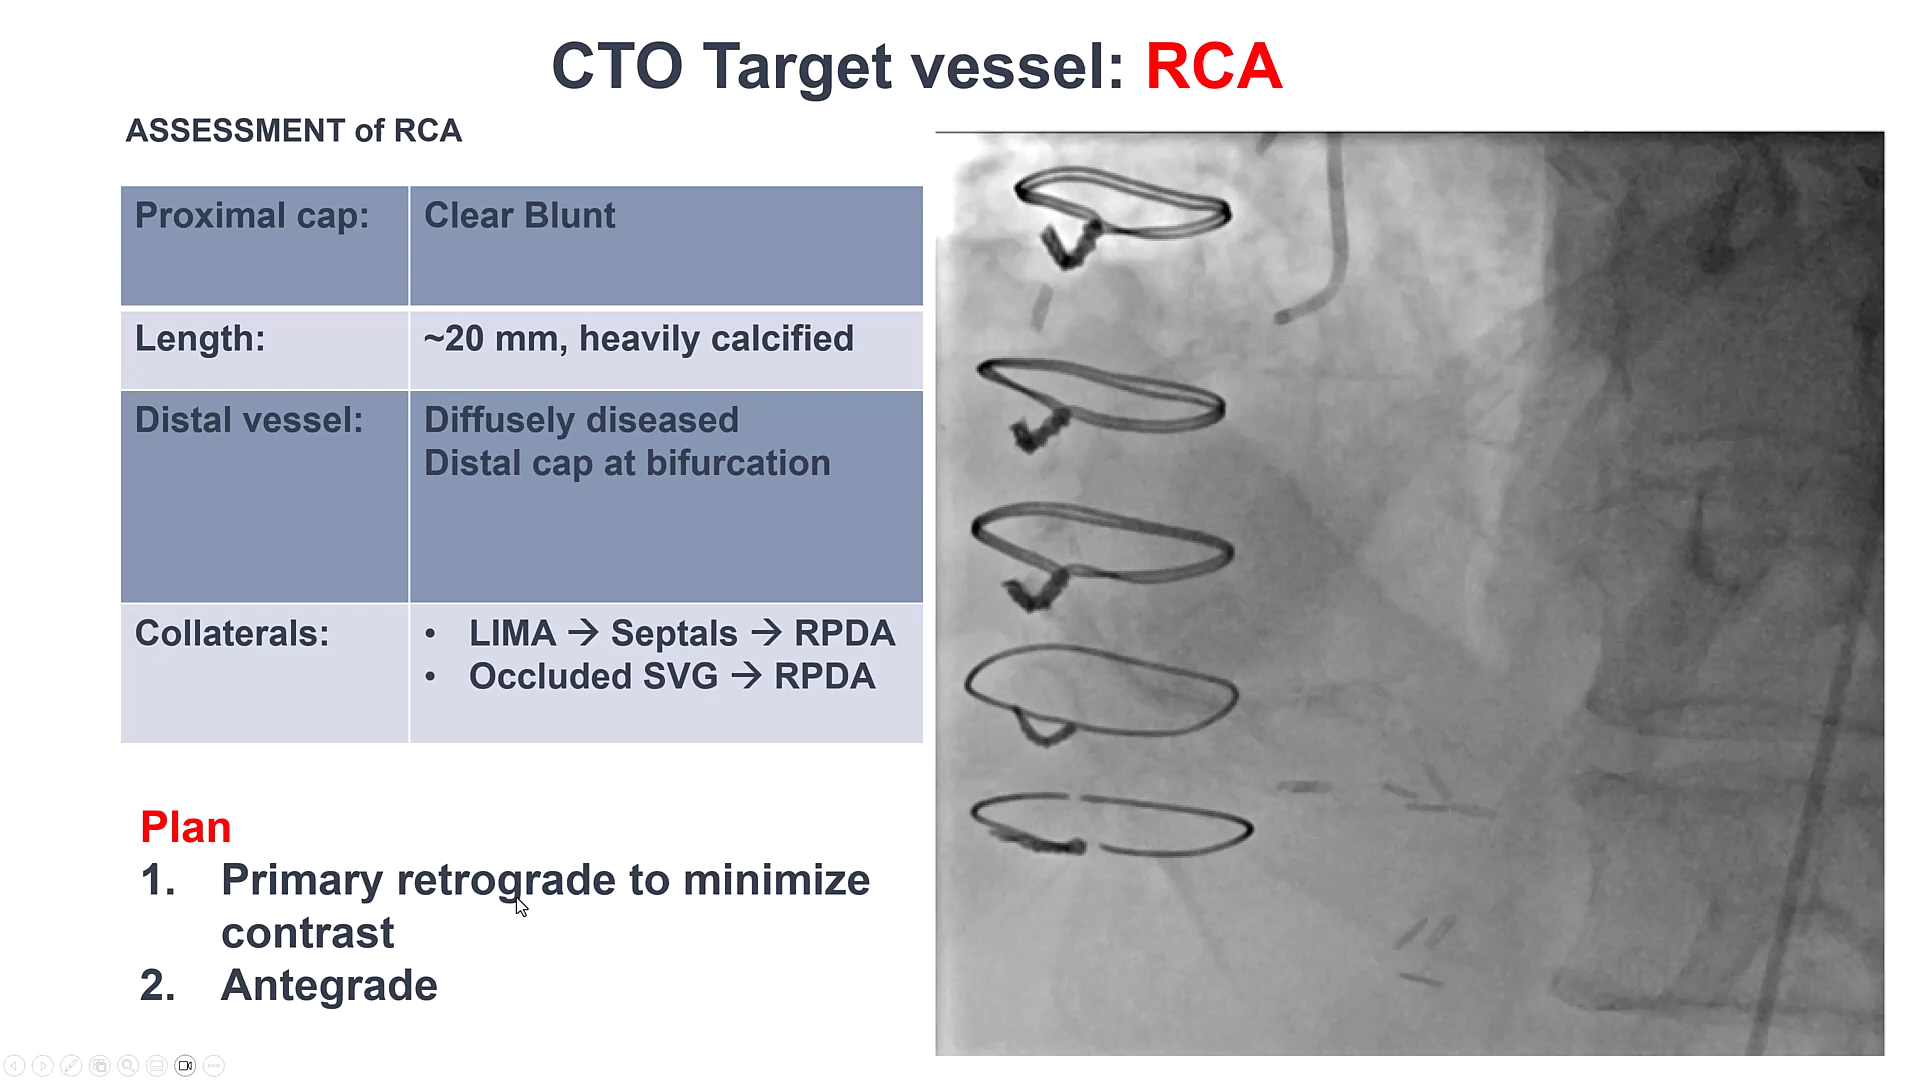 CTO Target vessel: RCA
ASSESSMENT of RCA
Proximal cap: Clear Blunt
Length: ~20 mm, heavily calcified
Distal vessel: Diffusely diseased
Distal cap at bifurcation
Collaterals: • LIMA → Septals → RPDA
• Occluded SVG → RPDA
Plan
1. Primary retrograde to minimize
contrast
2. Antegrade